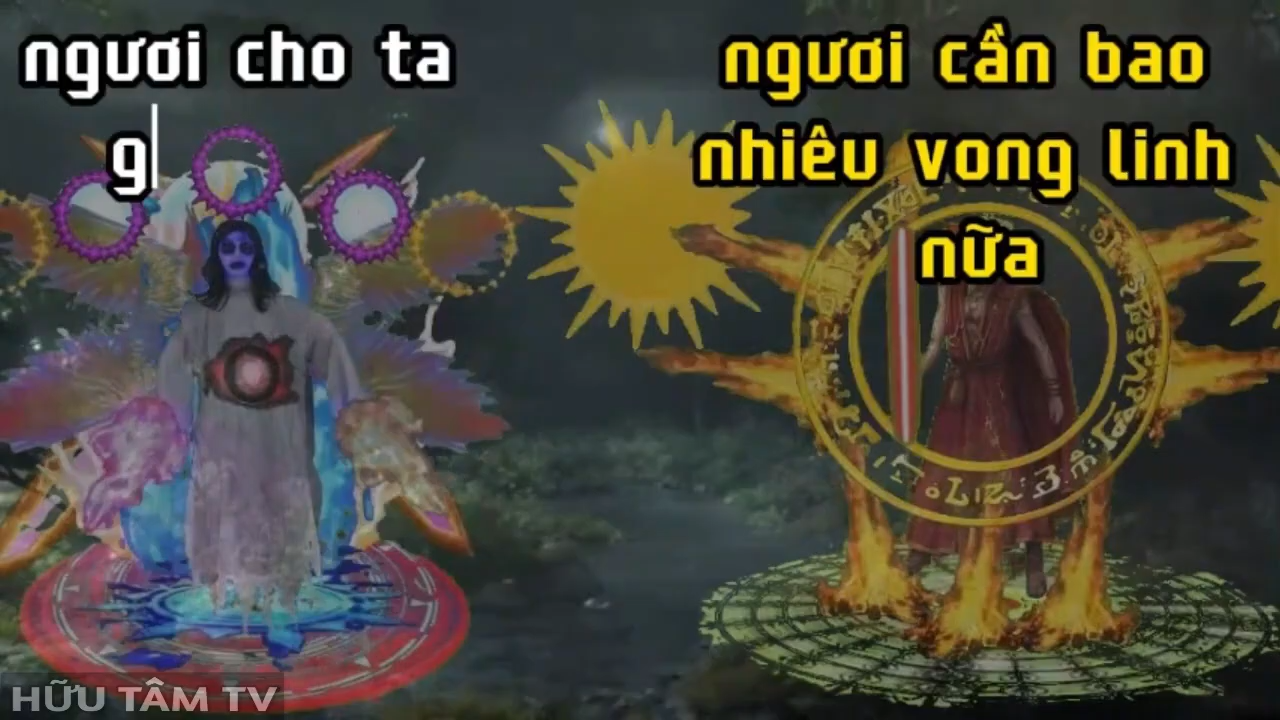 ngươi cho ta
g
ngươi cần bao
nhiêu vong linh
nữa
HỮU TÂM TV